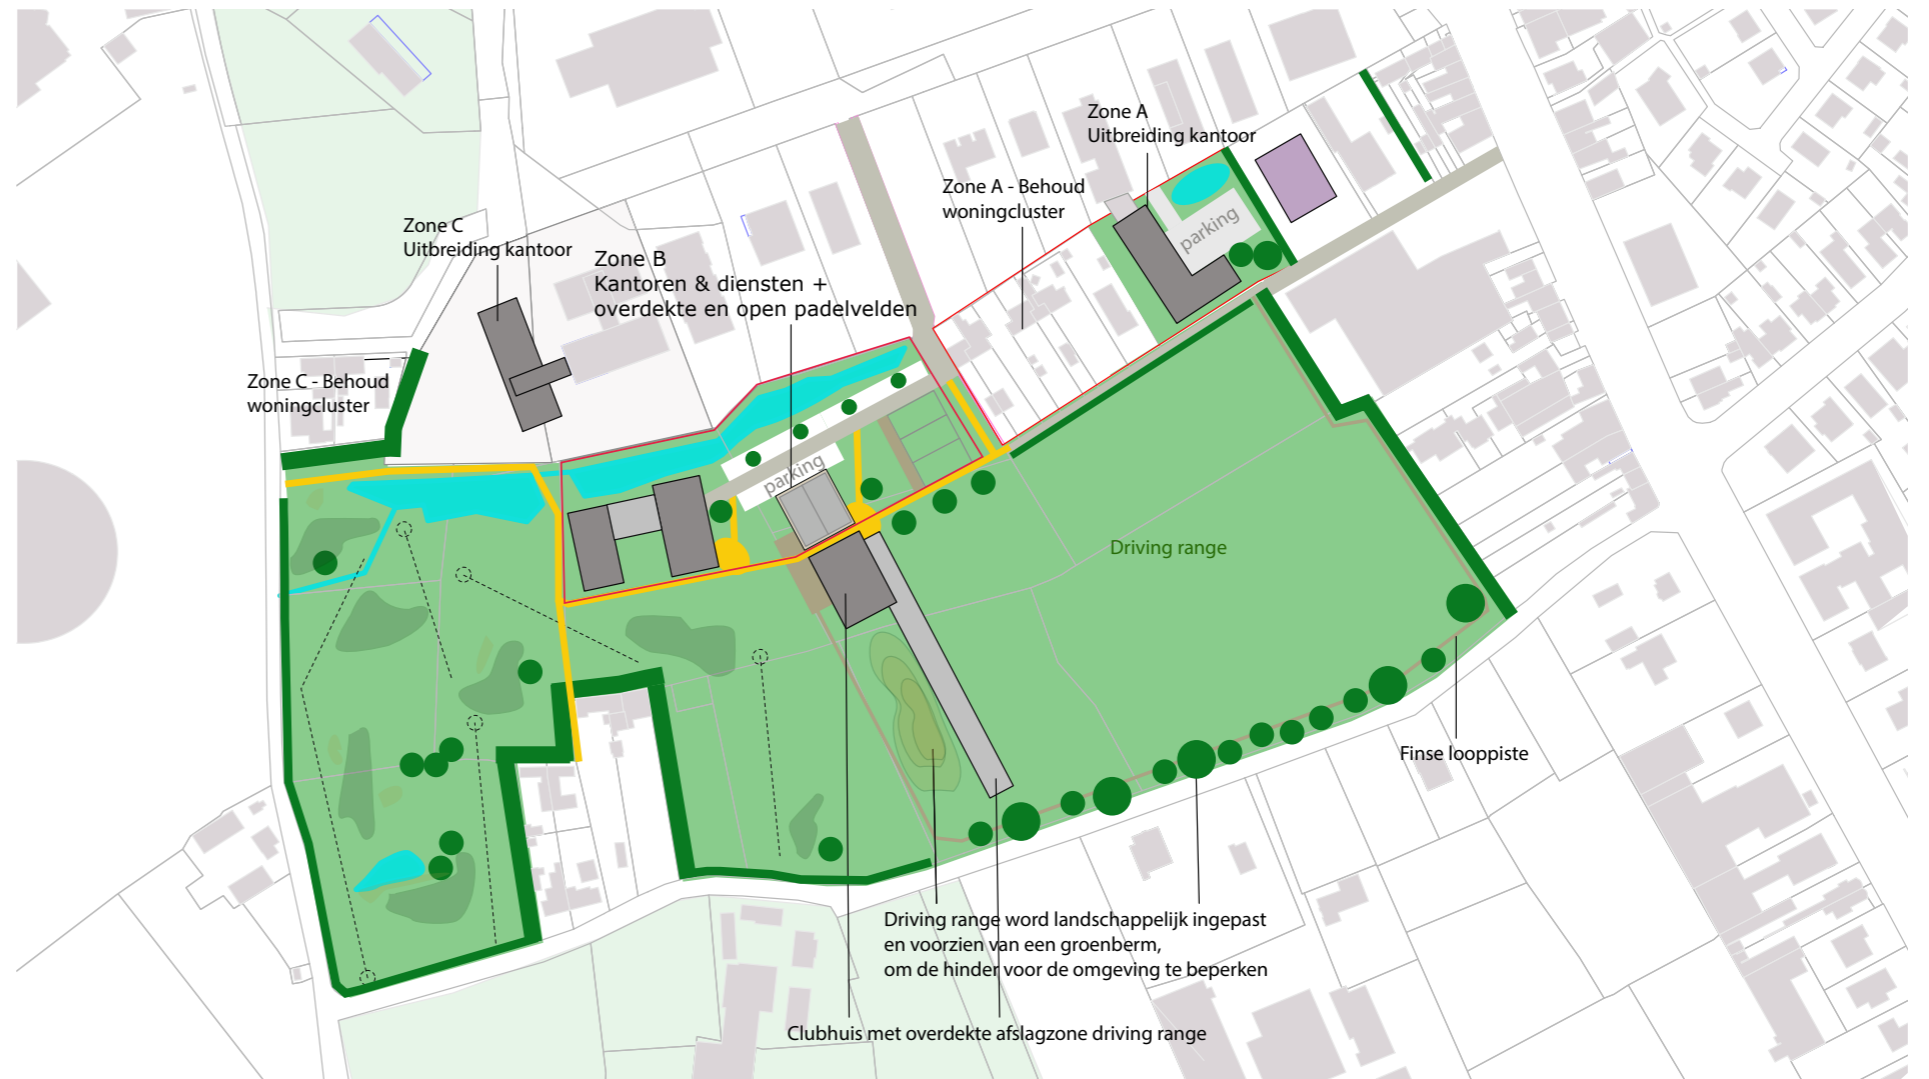 Zone A
Uitbreiding kantoor
Zone A - Behoud
woningcluster
parking
Zone C
Uitbreiding kantoor
Zone B
Kantoren & diensten +
overdekte en open padelvelden
Zone C - Behoud
woningcluster
parking
Driving range
Finse looppiste
Driving range word landschappelijk ingepast
en voorzien van een groenberm,
om de hinder voor de omgeving te beperken
Clubhuis met overdekte afslagzone driving range